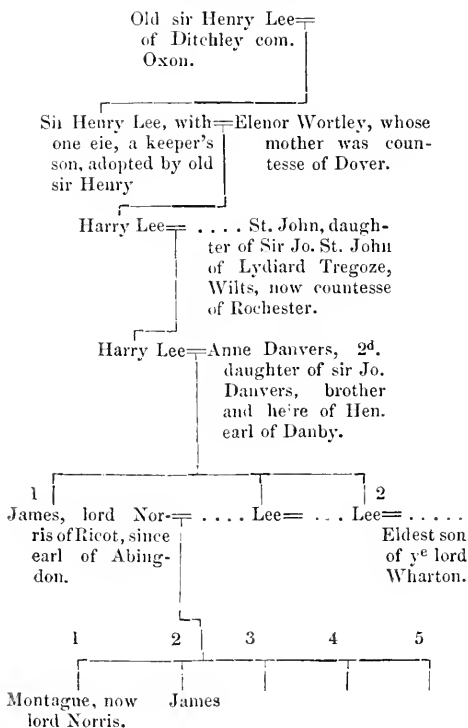 Old sir Henry Lee
of Ditchley com.
Oxon.
Sir Henry Lee, with
one eie, a keeper's
son, adopted by old
sir Henry
Elenor Wortley, whose
mother was coun-
tesse of Dover.
Harry Lee
.... St. John, daugh-
ter of Sir Jo. St. John
of Lydiard Tregoze,
Wilts, now countesse
of Rochester.
Harry Lee
Anne Danvers, 2d.
daughter of sir Jo.
Danvers, brother
and heire of Hen.
earl of Danby.
1 2
James, lord Nor-
ris of Ricot, since
earl of Abing-
don.
.... Lee
... Lee
.....
Eldest son
of ye lord
Wharton.
1 2 3 4 5
Montague, now
lord Norris.
James